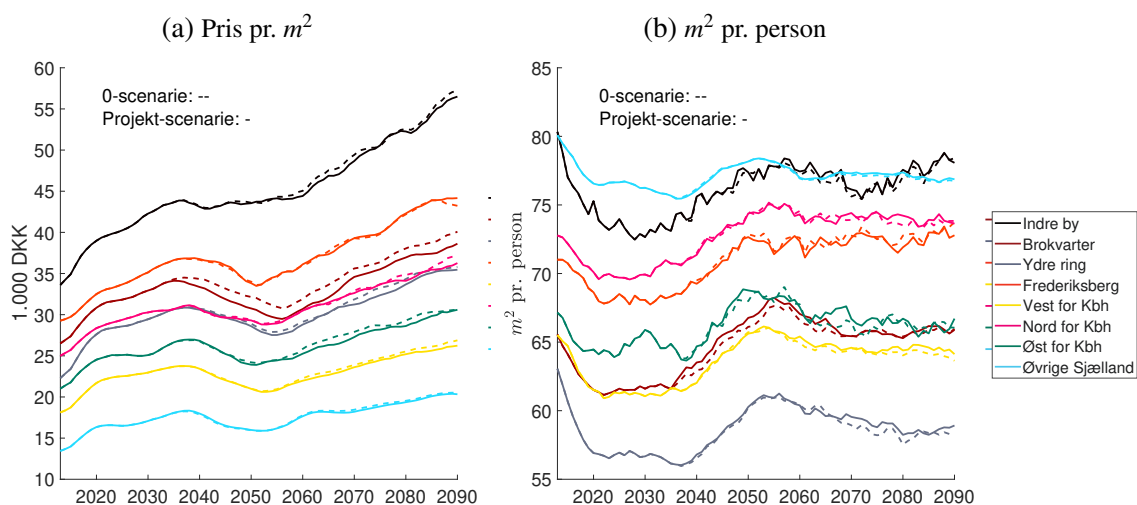 (a) Pris pr. m²
60
55
50
45
40
35
30
25
20
15
10
1.000 DKK
0-scenarie: --
Projekt-scenarie: -
2020 2030 2040 2050 2060 2070 2080 2090
(b) m² pr. person
85
80
75
70
65
60
55
m² pr. person
0-scenarie: --
Projekt-scenarie: -
2020 2030 2040 2050 2060 2070 2080 2090
Indre by
Brokvarter
Ydre ring
Frederiksberg
Vest for Kbh
Nord for Kbh
Øst for Kbh
Øvrige Sjælland